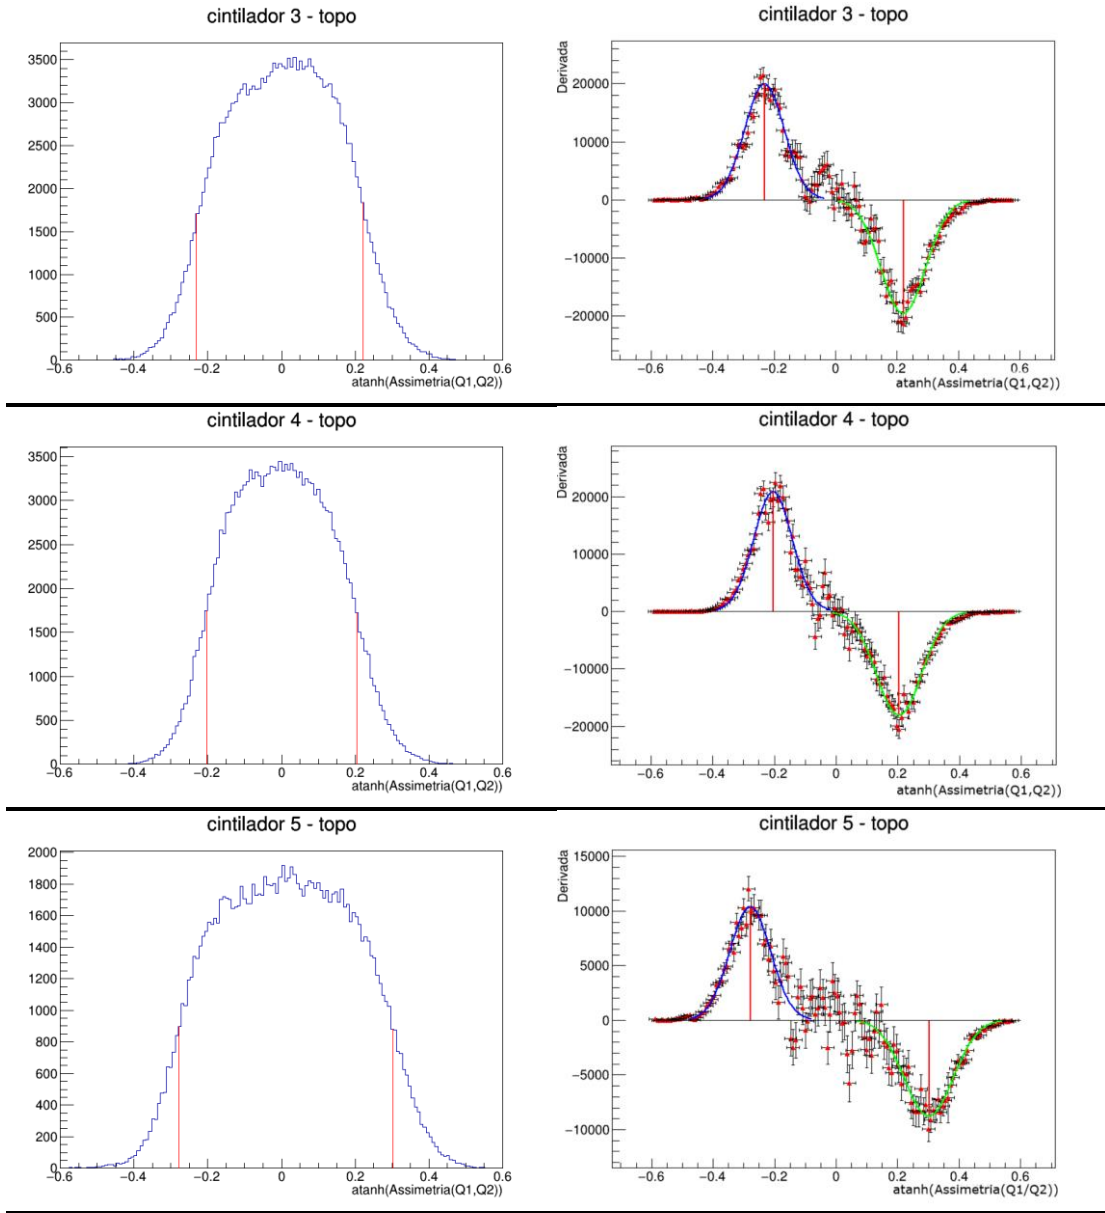 cintilador 3 - topo
3500
3000
2500
2000
1500
1000
500
0
−0.6 −0.4 −0.2 0 0.2 0.4 0.6
atanh(Assimetria(Q1,Q2))
cintilador 3 - topo
Derivada
20000
10000
0
−10000
−20000
−0.6 −0.4 −0.2 0 0.2 0.4 0.6
atanh(Assimetria(Q1,Q2))
cintilador 4 - topo
3500
3000
2500
2000
1500
1000
500
0
−0.6 −0.4 −0.2 0 0.2 0.4 0.6
atanh(Assimetria(Q1,Q2))
cintilador 4 - topo
Derivada
20000
10000
0
−10000
−20000
−0.6 −0.4 −0.2 0 0.2 0.4 0.6
atanh(Assimetria(Q1,Q2))
cintilador 5 - topo
2000
1800
1600
1400
1200
1000
800
600
400
200
0
−0.4 −0.2 0 0.2 0.4 0.6
atanh(Assimetria(Q1,Q2))
cintilador 5 - topo
Derivada
15000
10000
5000
0
−5000
−10000
−0.6 −0.4 −0.2 0 0.2 0.4 0.6
atanh(Assimetria(Q1/Q2))